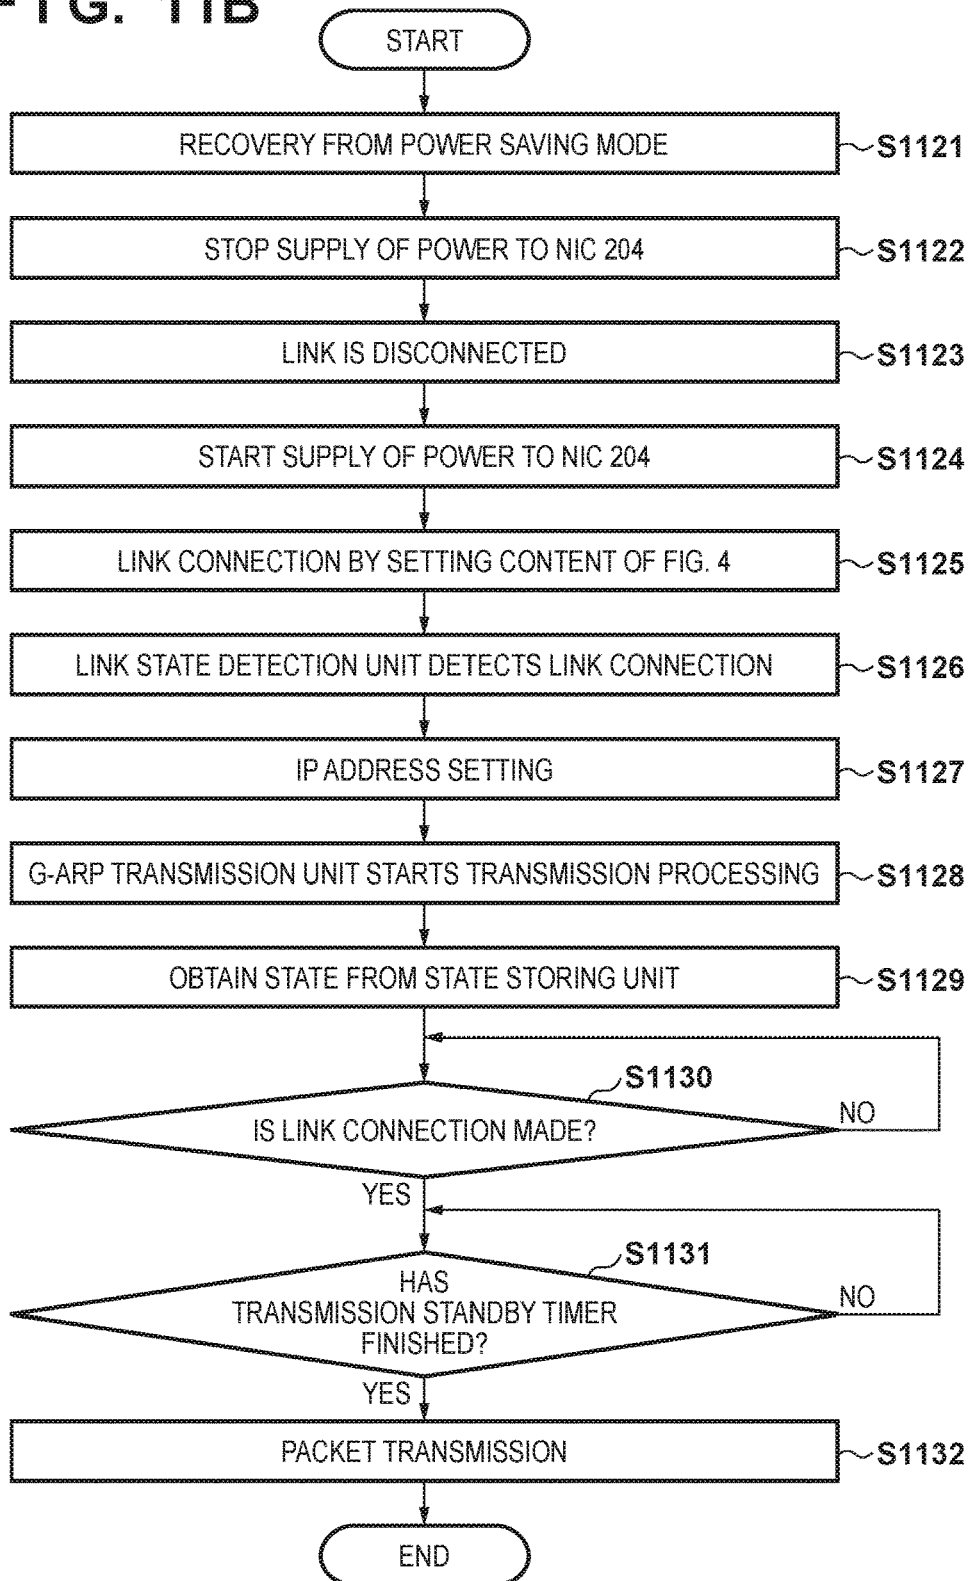 FIG. 11B
START
RECOVERY FROM POWER SAVING MODE
S1121
STOP SUPPLY OF POWER TO NIC 204
S1122
LINK IS DISCONNECTED
S1123
START SUPPLY OF POWER TO NIC 204
S1124
LINK CONNECTION BY SETTING CONTENT OF FIG. 4
S1125
LINK STATE DETECTION UNIT DETECTS LINK CONNECTION
S1126
IP ADDRESS SETTING
S1127
G-ARP TRANSMISSION UNIT STARTS TRANSMISSION PROCESSING
S1128
OBTAIN STATE FROM STATE STORING UNIT
S1129
S1130
IS LINK CONNECTION MADE?
NO
YES
S1131
HAS
TRANSMISSION STANDBY TIMER
FINISHED?
NO
YES
PACKET TRANSMISSION
S1132
END